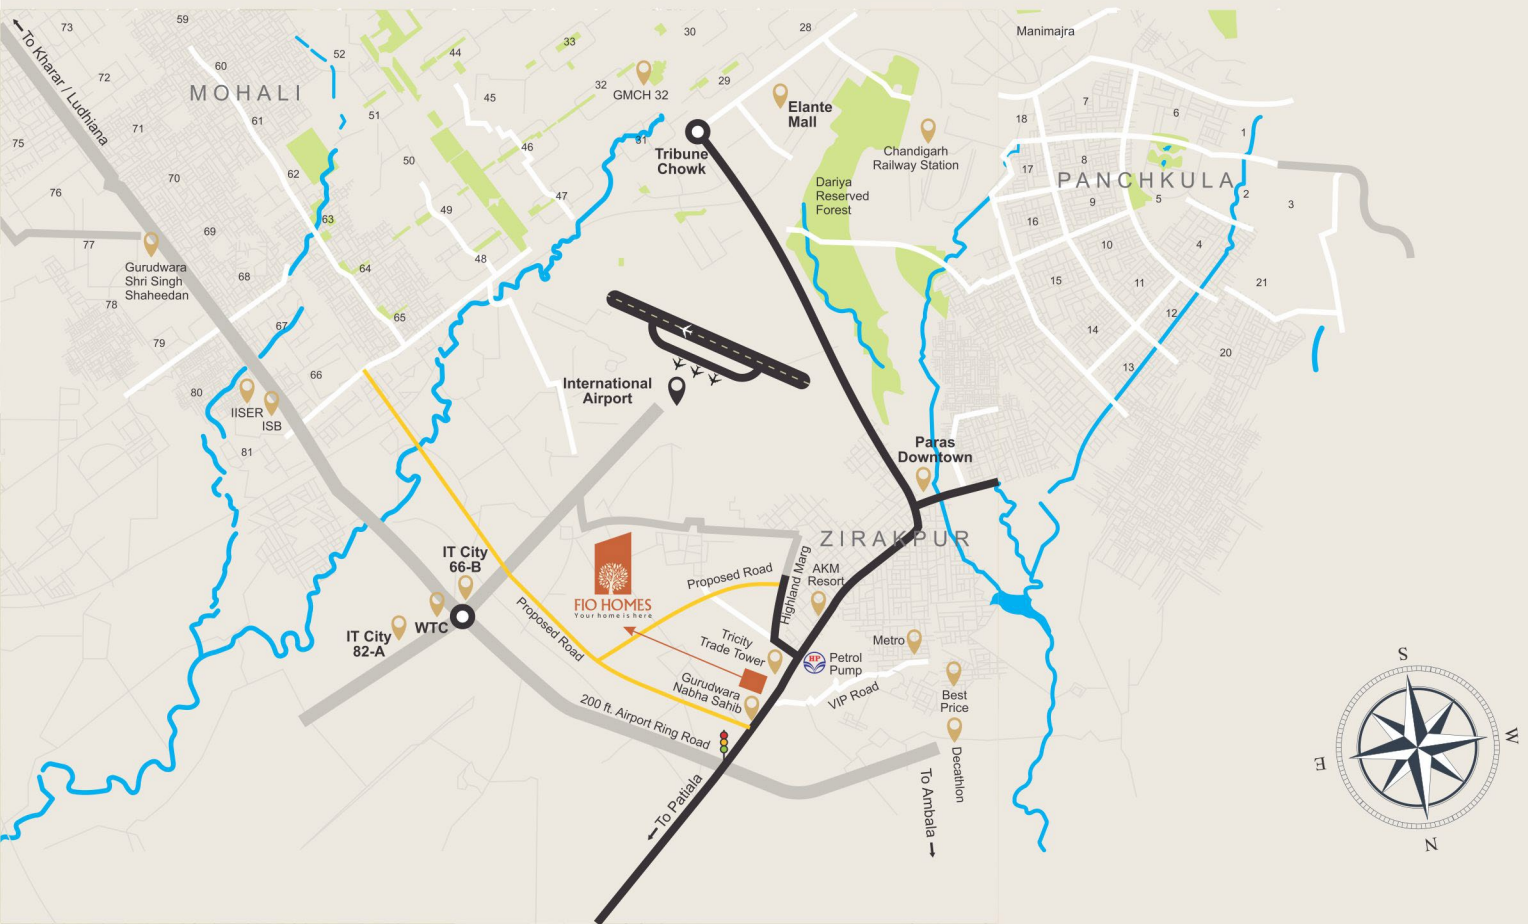 73
59
52
44
33
30
28
Manimajra
To Kharar / Ludhiana
60
72
MOHALI
45
32
GMCH 32
29
Elante
Mall
7
6
18
1
75
71
61
51
46
31
Tribune
Chowk
Chandigarh
Railway Station
8
17
PANCHKULA
50
70
62
76
47
Dariya
Reserved
Forest
9
5
2
3
49
63
16
69
77
48
10
4
Gurudwara
Shri Singh
Shaheedan
68
64
15
11
21
78
65
67
12
14
79
66
20
13
International
Airport
80
IISER
ISB
81
Paras
Downtown
ZIRAKPUR
IT City
66-B
Highland Marg
AKM
Resort
Proposed Road
FIO HOMES
Your home is here
Proposed Road
WTC
IT City
82-A
Tricity
Trade Tower
HP
Petrol
Pump
Metro
Gurudwara
Nabha Sahib
VIP Road
Best
Price
200 ft. Airport Ring Road
Decathlon
To Patiala
To Ambala
S
W
E
N